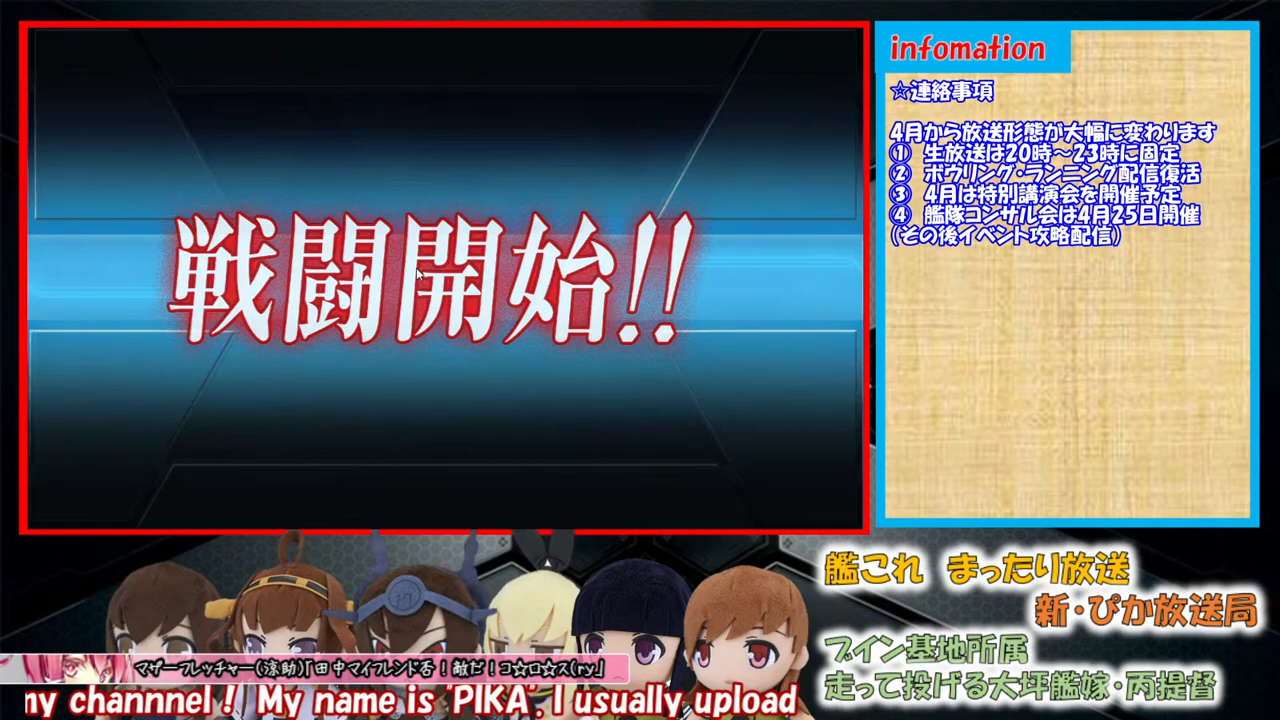 戦闘開始!!
infomation
☆連絡事項
4月から放送形態が大幅に変わります
① 生放送は20時~23時に固定
② ボウリング・ランニング配信復活
③ 4月は特別講演会を開催予定
④ 艦隊コンサル会は4月25日開催
(その後イベント攻略配信)
艦これ まったり放送
新・ぴか放送局
ブイン基地所属
走って投げる大坪艦嫁・丙提督
マザーフレッチャー(涼助)「田中マイフレンド否!敵だ!コ☆ロ☆ス(ry」
my channnel! My name is "PIKA". I usually upload